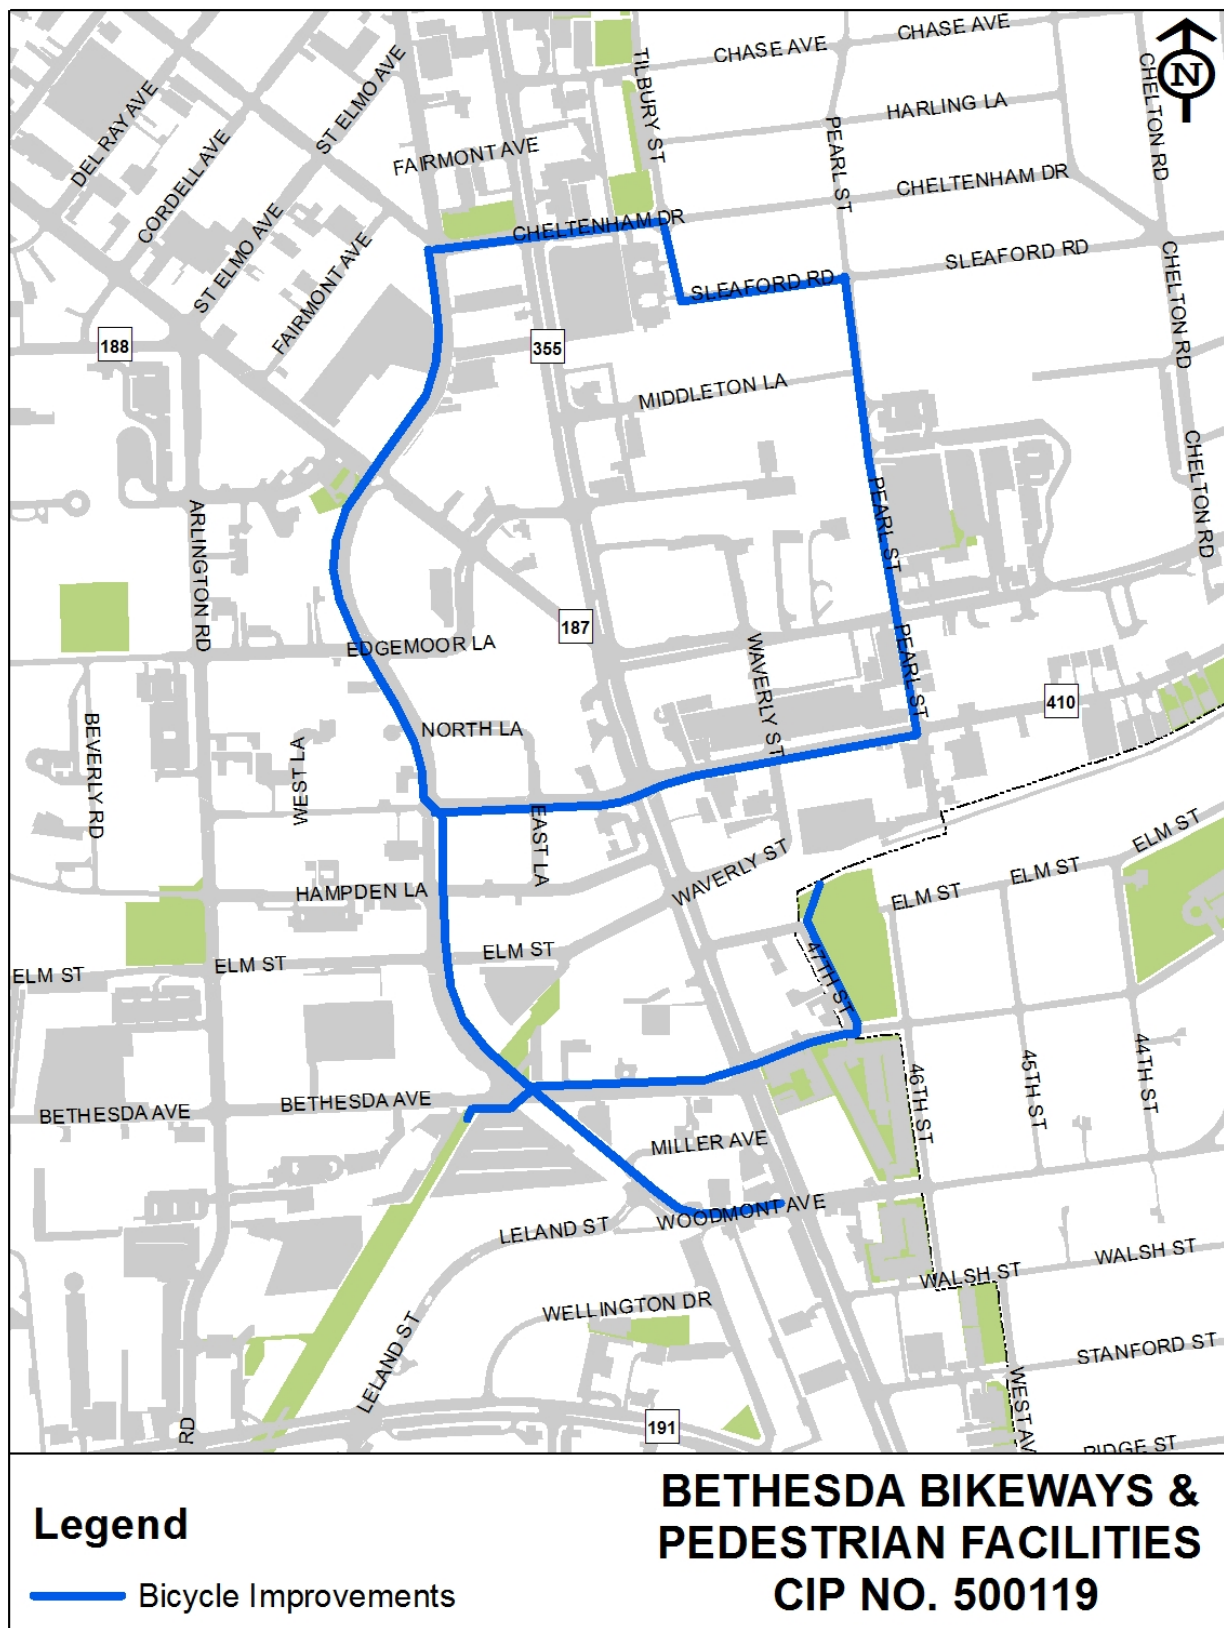 CHASE AVE
CHASE AVE
N
TILBURY ST
CHELTON RD
DEL RAY AVE
ST ELMO AVE
HARLING LA
PEARL ST
CORDELL AVE
FAIRMONT AVE
CHELTENHAM DR
CHELTENHAM DR
ST ELMO AVE
FAIRMONT AVE
SLEAFORD RD
SLEAFORD RD
CHELTON RD
188
355
MIDDLETON LA
CHELTON RD
ARLINGTON RD
PEARL ST
187
EDGEMOOR LA
WAVERLY ST
PEARL ST
410
BEVERLY RD
WEST LA
NORTH LA
EAST LA
WAVERLY ST
ELM ST
ELM ST
ELM ST
HAMPDEN LA
ELM ST
ELM ST
ELM ST
47TH ST
46TH ST
45TH ST
44TH ST
BETHESDA AVE
BETHESDA AVE
MILLER AVE
LELAND ST
WOODMONT AVE
WALSH ST
WALSH ST
WELLINGTON DR
LELAND ST
STANFORD ST
WEST AV
RD
191
RIDGE ST
Legend
Bicycle Improvements
BETHESDA BIKEWAYS &
PEDESTRIAN FACILITIES
CIP NO. 500119